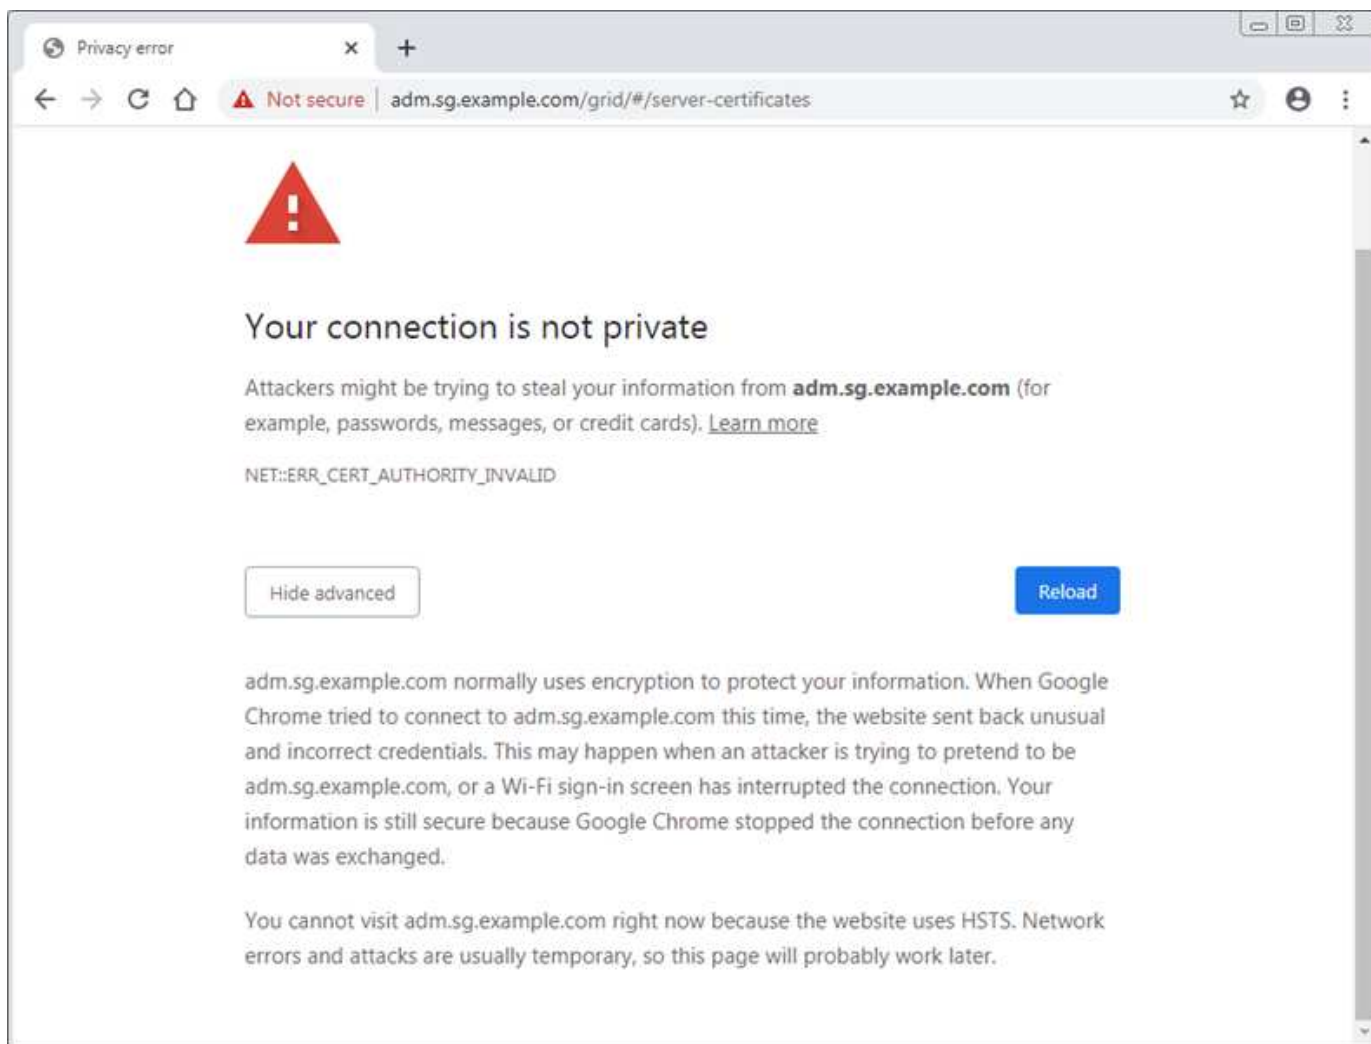 Privacy error
Not secure adm.sg.example.com/grid/#/server-certificates
Your connection is not private
Attackers might be trying to steal your information from adm.sg.example.com (for
example, passwords, messages, or credit cards). Learn more
NET::ERR_CERT_AUTHORITY_INVALID
Hide advanced
Reload
adm.sg.example.com normally uses encryption to protect your information. When Google
Chrome tried to connect to adm.sg.example.com this time, the website sent back unusual
and incorrect credentials. This may happen when an attacker is trying to pretend to be
adm.sg.example.com, or a Wi-Fi sign-in screen has interrupted the connection. Your
information is still secure because Google Chrome stopped the connection before any
data was exchanged.
You cannot visit adm.sg.example.com right now because the website uses HSTS. Network
errors and attacks are usually temporary, so this page will probably work later.